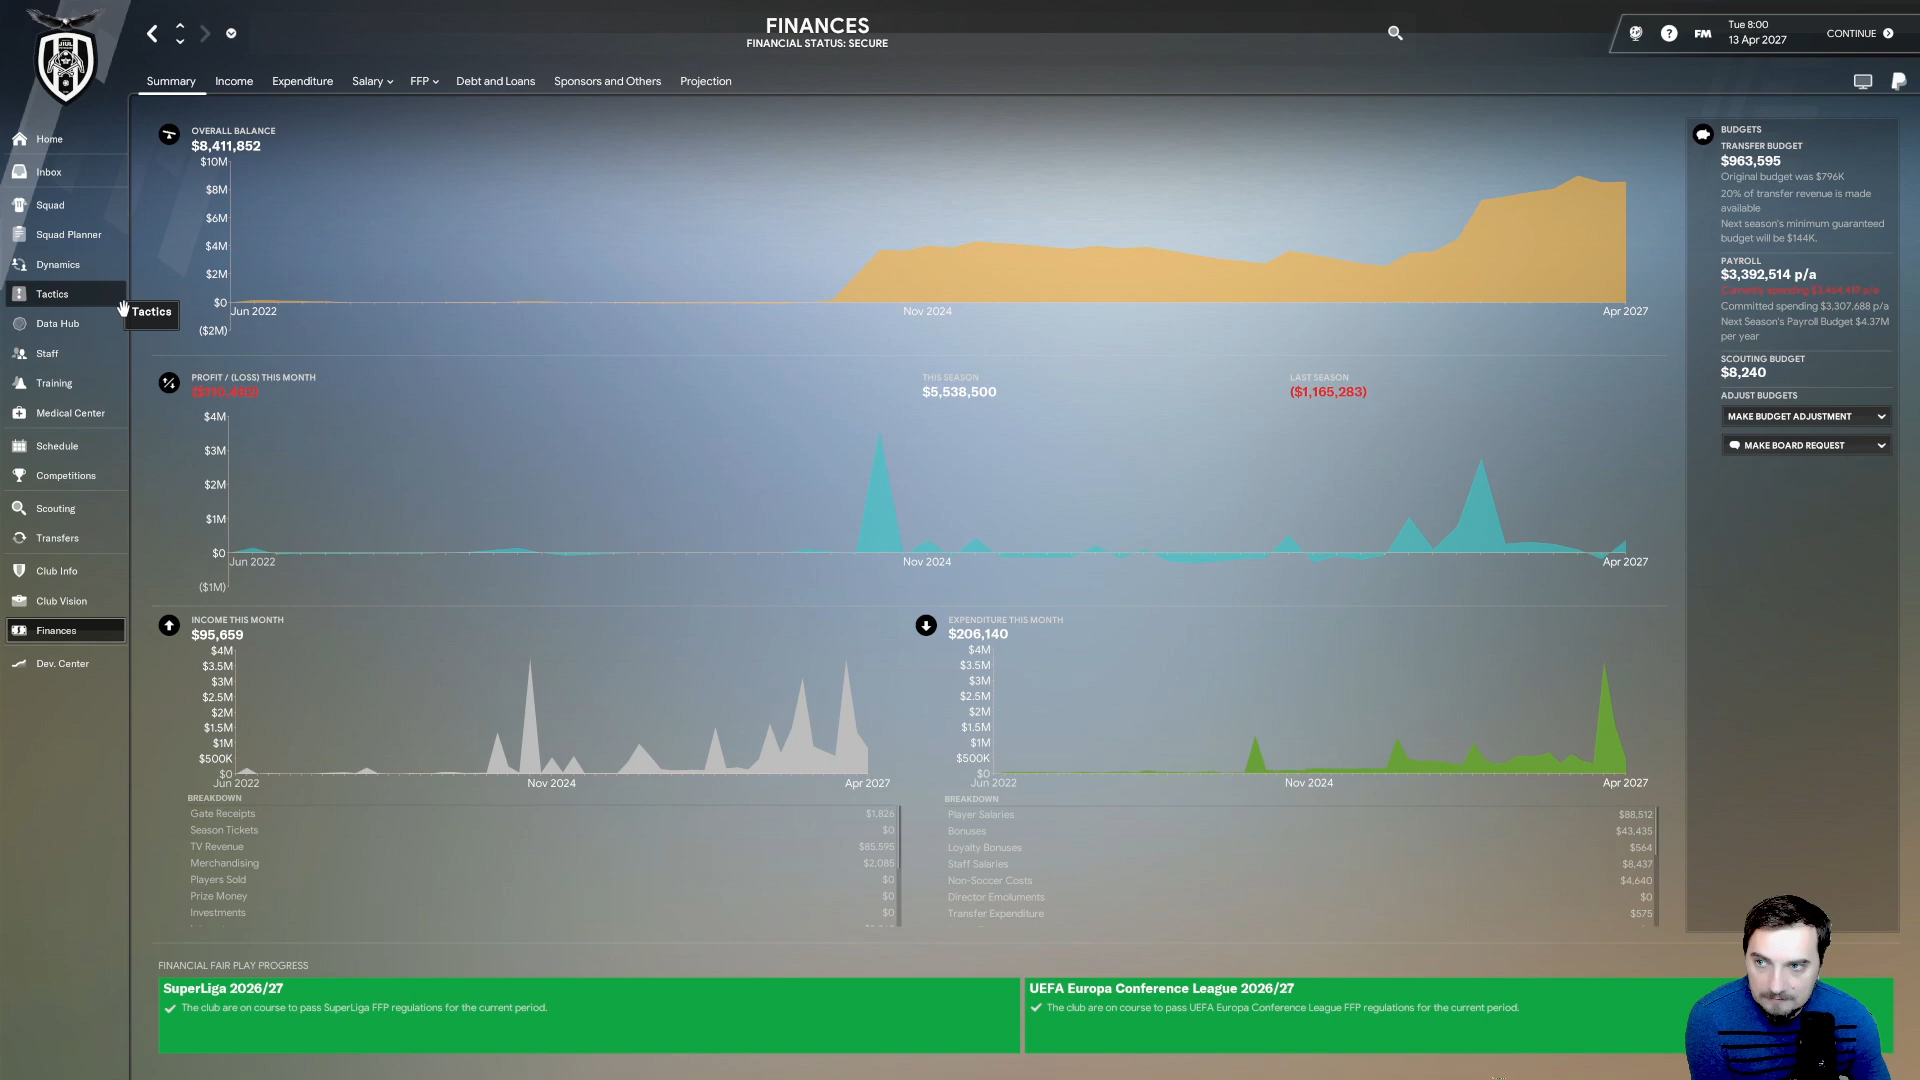 FINANCES
FINANCIAL STATUS: SECURE
FM
Tue 8:00
13 Apr 2027
CONTINUE
Summary
Income
Expenditure
Salary
FFP
Debt and Loans
Sponsors and Others
Projection
Home
Inbox
Squad
Squad Planner
Dynamics
Tactics
Tactics
Data Hub
Staff
Training
Medical Center
Schedule
Competitions
Scouting
Transfers
Club Info
Club Vision
Finances
Dev. Center
OVERALL BALANCE
$8,411,852
$10M
$8M
$6M
$4M
$2M
$0
($2M)
Jun 2022
Nov 2024
Apr 2027
PROFIT / (LOSS) THIS MONTH
($110,482)
THIS SEASON
$5,538,500
LAST SEASON
($1,165,283)
$4M
$3M
$2M
$1M
$0
($1M)
Jun 2022
Nov 2024
Apr 2027
INCOME THIS MONTH
$95,659
$4M
$3.5M
$3M
$2.5M
$2M
$1.5M
$1M
$500K
$0
Jun 2022
Nov 2024
Apr 2027
BREAKDOWN
Gate Receipts $1,826
Season Tickets $0
TV Revenue $85,595
Merchandising $2,085
Players Sold $0
Prize Money $0
Investments $0
EXPENDITURE THIS MONTH
$206,140
$4M
$3.5M
$3M
$2.5M
$2M
$1.5M
$1M
$500K
$0
Jun 2022
Nov 2024
Apr 2027
BREAKDOWN
Player Salaries $88,512
Bonuses $43,435
Loyalty Bonuses $564
Staff Salaries $8,437
Non-Soccer Costs $4,640
Director Emoluments $0
Transfer Expenditure $575
BUDGETS
TRANSFER BUDGET
$963,595
Original budget was $796K
20% of transfer revenue is made
available
Next season's minimum guaranteed
budget will be $144K.
PAYROLL
$3,392,514 p/a
Currently spending p/a
Committed spending $3,307,688 p/a
Next Season's Payroll Budget $4.37M
per year
SCOUTING BUDGET
$8,240
ADJUST BUDGETS
MAKE BUDGET ADJUSTMENT
MAKE BOARD REQUEST
FINANCIAL FAIR PLAY PROGRESS
SuperLiga 2026/27
The club are on course to pass SuperLiga FFP regulations for the current period.
UEFA Europa Conference League 2026/27
The club are on course to pass UEFA Europa Conference League FFP regulations for the current period.